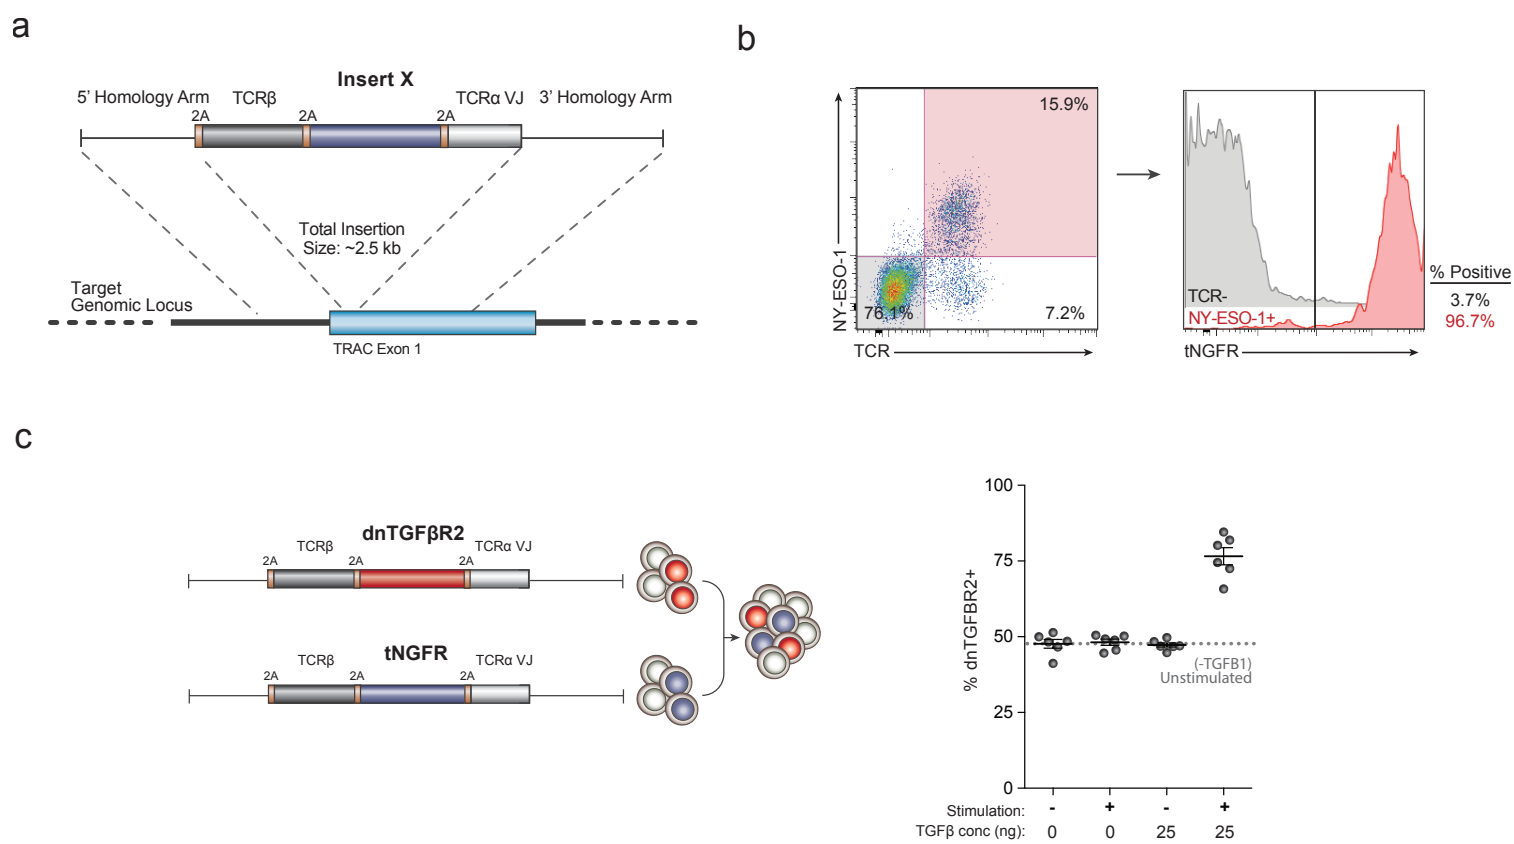 a
Insert X
5' Homology Arm
TCRβ
TCRα VJ
3' Homology Arm
2A
2A
2A
Total Insertion
Size: ~2.5 kb
Target
Genomic Locus
TRAC Exon 1
b
15.9%
76.1%
7.2%
NY-ESO-1
TCR
TCR-
NY-ESO-1+
tNGFR
% Positive
3.7%
96.7%
c
dnTGFβR2
TCRβ
TCRα VJ
2A
2A
2A
tNGFR
TCRβ
TCRα VJ
2A
2A
2A
% dnTGFBR2+
100
75
50
25
0
(-TGFB1)
Unstimulated
Stimulation: - + - +
TGFβ conc (ng): 0 0 25 25